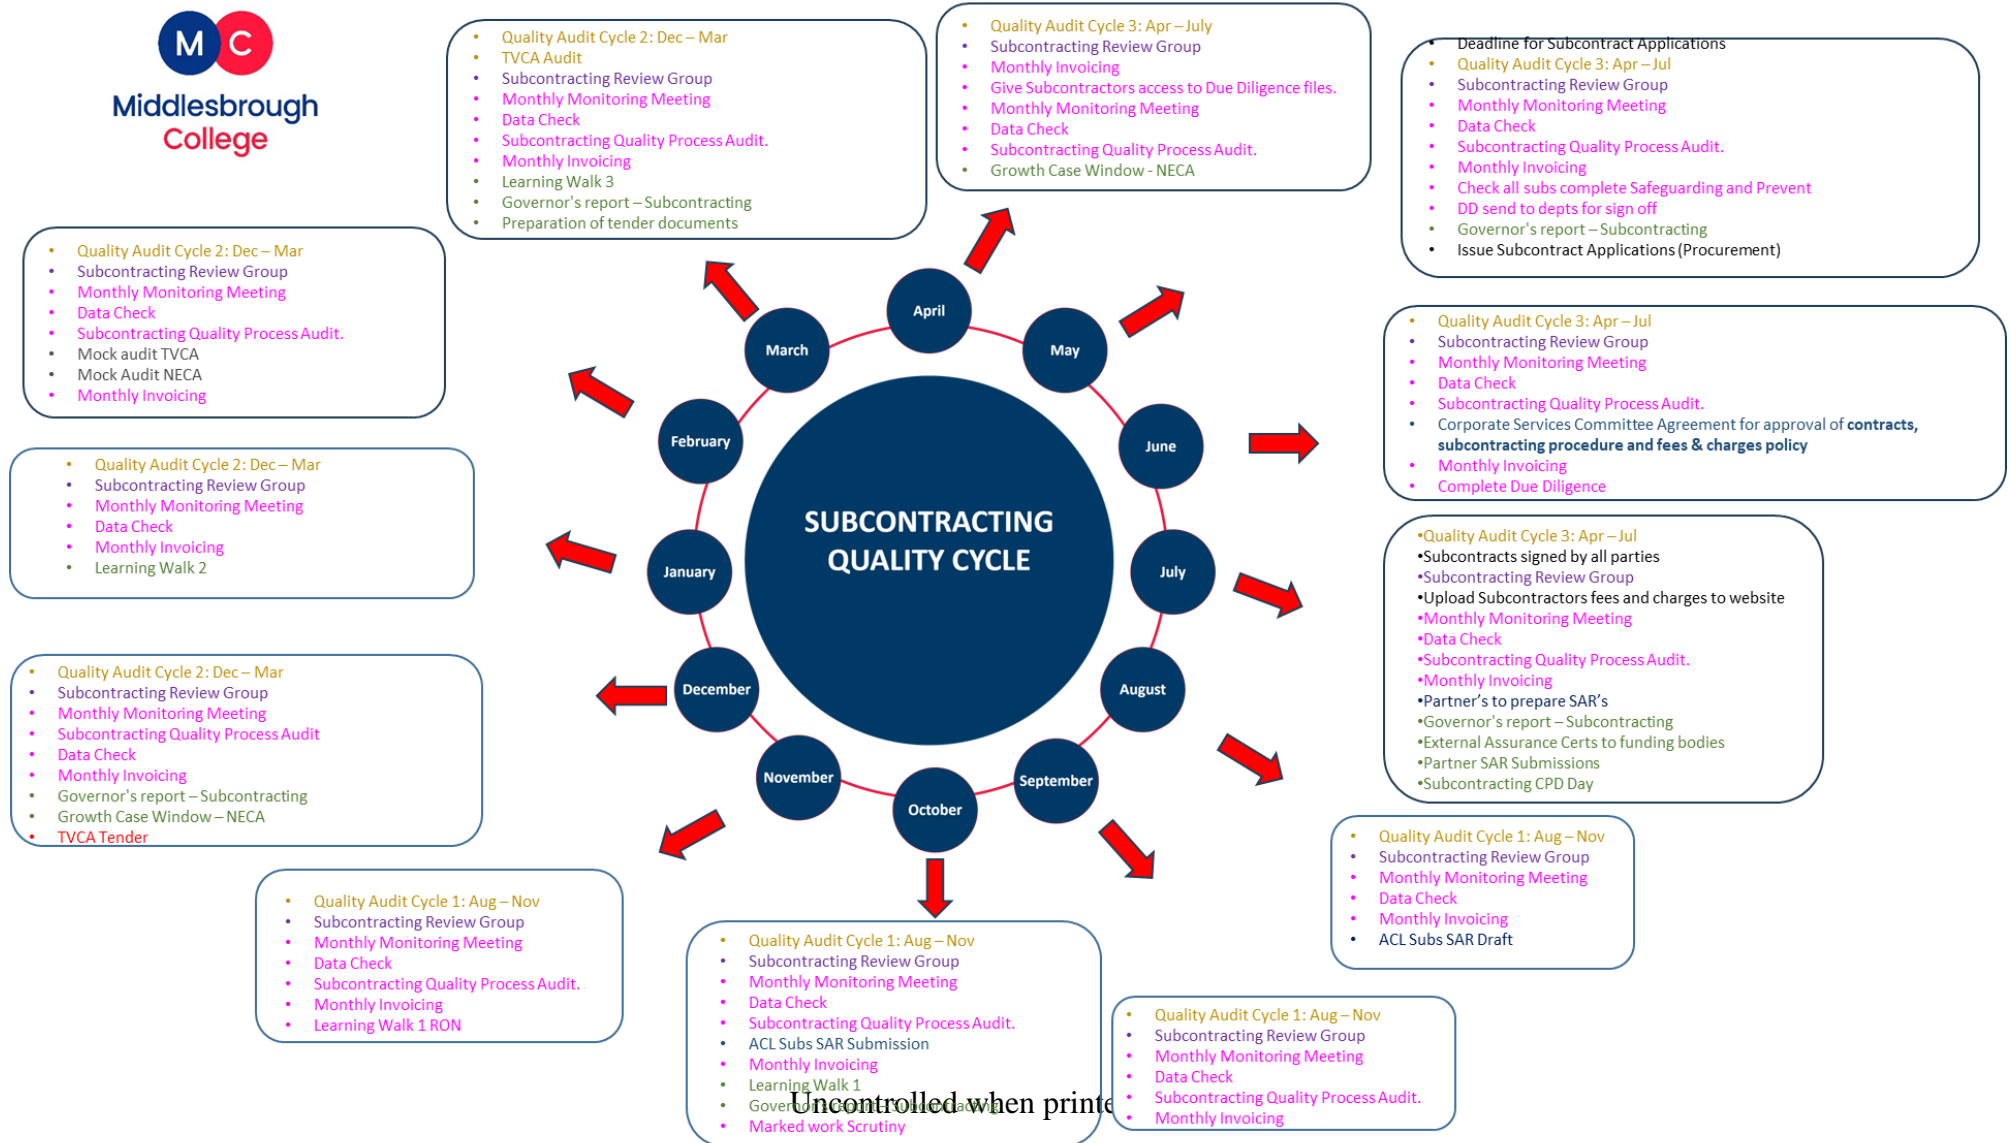 M C
Middlesbrough
College
• Quality Audit Cycle 2: Dec – Mar
• TVCA Audit
• Subcontracting Review Group
• Monthly Monitoring Meeting
• Data Check
• Subcontracting Quality Process Audit.
• Monthly Invoicing
• Learning Walk 3
• Governor's report – Subcontracting
• Preparation of tender documents
• Quality Audit Cycle 3: Apr – July
• Subcontracting Review Group
• Monthly Invoicing
• Give Subcontractors access to Due Diligence files.
• Monthly Monitoring Meeting
• Data Check
• Subcontracting Quality Process Audit.
• Growth Case Window - NECA
• Deadline for Subcontract Applications
• Quality Audit Cycle 3: Apr – Jul
• Subcontracting Review Group
• Monthly Monitoring Meeting
• Data Check
• Subcontracting Quality Process Audit.
• Monthly Invoicing
• Check all subs complete Safeguarding and Prevent
• DD send to depts for sign off
• Governor's report – Subcontracting
• Issue Subcontract Applications (Procurement)
• Quality Audit Cycle 2: Dec – Mar
• Subcontracting Review Group
• Monthly Monitoring Meeting
• Data Check
• Subcontracting Quality Process Audit.
• Mock audit TVCA
• Mock Audit NECA
• Monthly Invoicing
• Quality Audit Cycle 3: Apr – Jul
• Subcontracting Review Group
• Monthly Monitoring Meeting
• Data Check
• Subcontracting Quality Process Audit.
• Corporate Services Committee Agreement for approval of contracts,
subcontracting procedure and fees & charges policy
• Monthly Invoicing
• Complete Due Diligence
• Quality Audit Cycle 2: Dec – Mar
• Subcontracting Review Group
• Monthly Monitoring Meeting
• Data Check
• Monthly Invoicing
• Learning Walk 2
April
March
May
February
June
SUBCONTRACTING
QUALITY CYCLE
January
July
December
August
November
September
October
•Quality Audit Cycle 3: Apr – Jul
•Subcontracts signed by all parties
•Subcontracting Review Group
•Upload Subcontractors fees and charges to website
•Monthly Monitoring Meeting
•Data Check
•Subcontracting Quality Process Audit.
•Monthly Invoicing
•Partner’s to prepare SAR’s
•Governor's report – Subcontracting
•External Assurance Certs to funding bodies
•Partner SAR Submissions
•Subcontracting CPD Day
• Quality Audit Cycle 2: Dec – Mar
• Subcontracting Review Group
• Monthly Monitoring Meeting
• Subcontracting Quality Process Audit
• Data Check
• Monthly Invoicing
• Governor's report – Subcontracting
• Growth Case Window – NECA
• TVCA Tender
• Quality Audit Cycle 1: Aug – Nov
• Subcontracting Review Group
• Monthly Monitoring Meeting
• Data Check
• Monthly Invoicing
• ACL Subs SAR Draft
• Quality Audit Cycle 1: Aug – Nov
• Subcontracting Review Group
• Monthly Monitoring Meeting
• Data Check
• Subcontracting Quality Process Audit.
• Monthly Invoicing
• Learning Walk 1 RON
• Quality Audit Cycle 1: Aug – Nov
• Subcontracting Review Group
• Monthly Monitoring Meeting
• Data Check
• Subcontracting Quality Process Audit.
• ACL Subs SAR Submission
• Monthly Invoicing
• Learning Walk 1
• Governor's report – Subcontracting
• Marked work Scrutiny
Uncontrolled when printe
• Quality Audit Cycle 1: Aug – Nov
• Subcontracting Review Group
• Monthly Monitoring Meeting
• Data Check
• Subcontracting Quality Process Audit.
• Monthly Invoicing